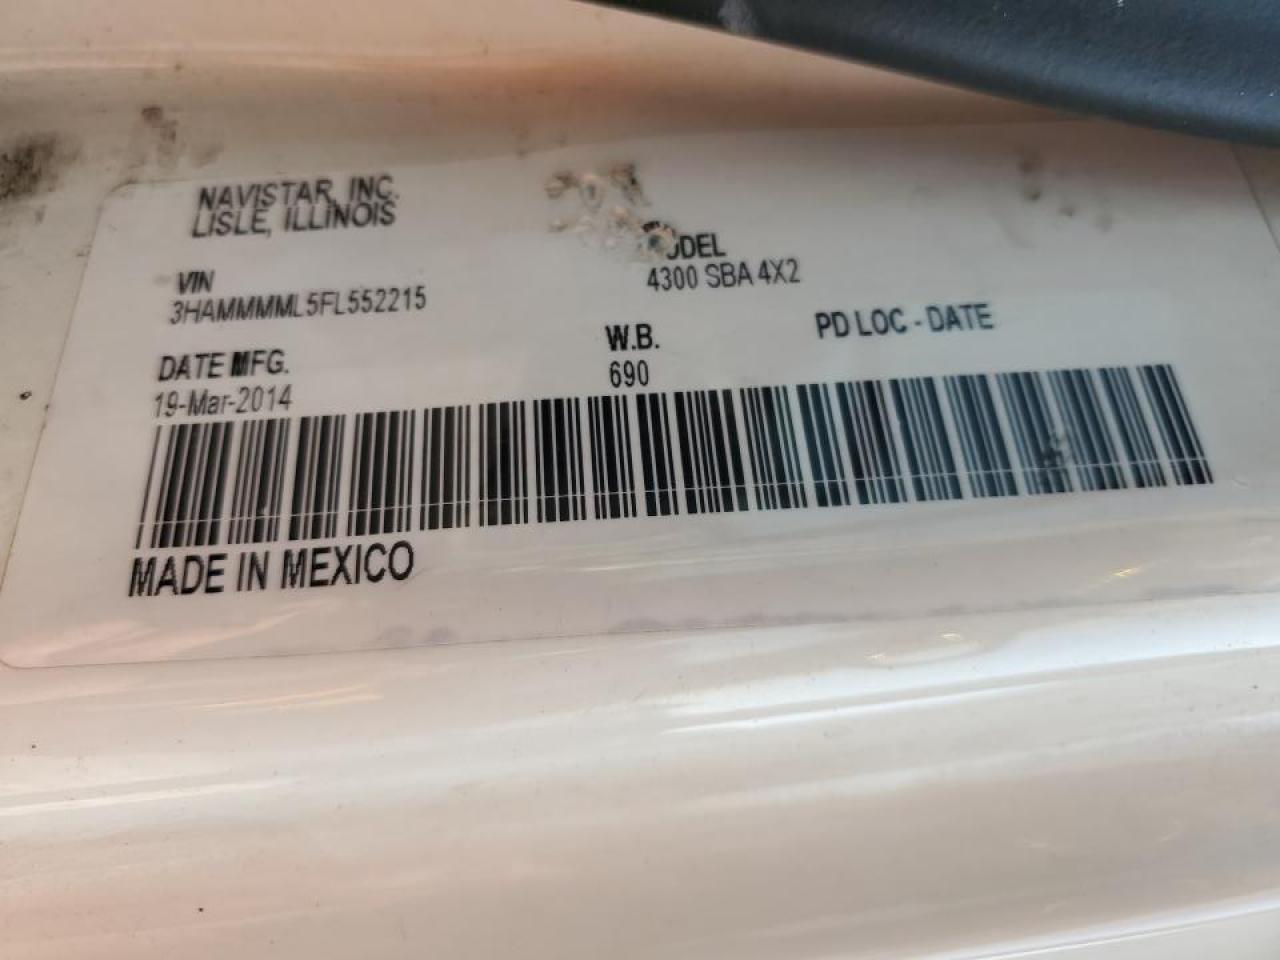 NAVISTAR, INC.
LISLE, ILLINOIS
MODEL
4300 SBA 4X2
VIN
3HAMMMML5FL552215
DATE MFG.
19-Mar-2014
W.B.
690
PD LOC - DATE
MADE IN MEXICO